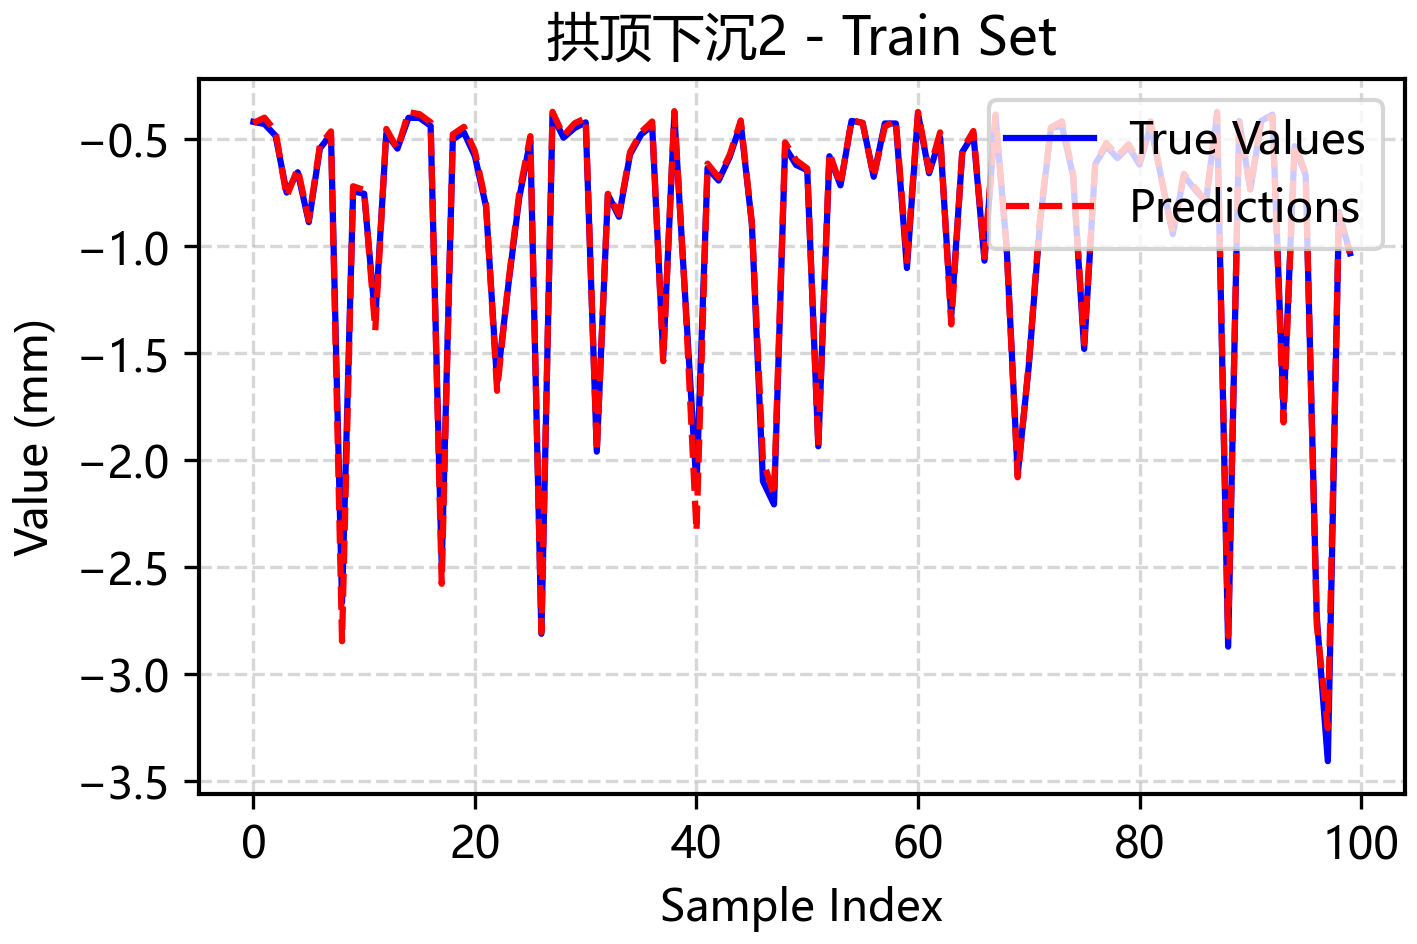 拱顶下沉2 - Train Set
True Values
Predictions
Value (mm)
−0.5
−1.0
−1.5
−2.0
−2.5
−3.0
−3.5
0 20 40 60 80 100
Sample Index